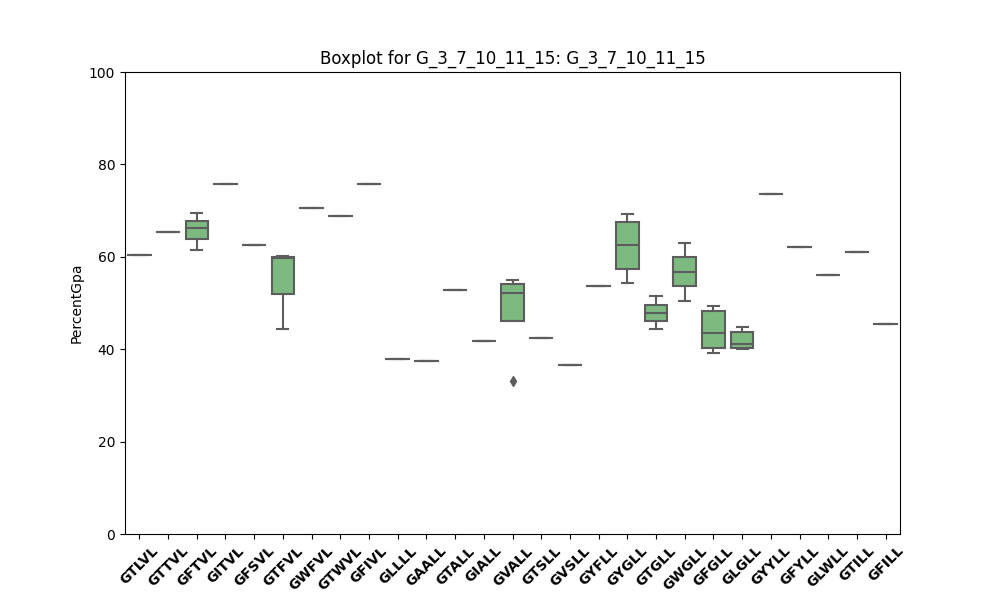 Boxplot for G_3_7_10_11_15: G_3_7_10_11_15
PercentGpa
100
80
60
40
20
0
GTLVL
GTTVL
GFTVL
GITVL
GFSVL
GTFVL
GWFVL
GTWVL
GFIVL
GLLLL
GAALL
GTALL
GIALL
GVALL
GTSLL
GVSLL
GYFLL
GYGLL
GTGLL
GWGLL
GFGLL
GLGLL
GYYLL
GFYLL
GLWLL
GTILL
GFILL